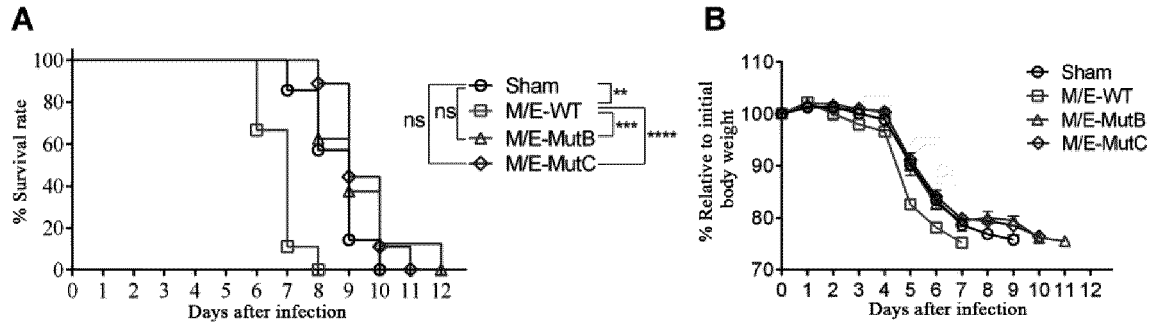 A
% Survival rate
100
80
60
40
20
0
0 1 2 3 4 5 6 7 8 9 10 11 12
Days after infection
Sham
M/E-WT
M/E-MutB
M/E-MutC
ns
ns
**
***
****
B
% Relative to initial
body weight
110
100
90
80
70
0 1 2 3 4 5 6 7 8 9 10 11 12
Days after infection
Sham
M/E-WT
M/E-MutB
M/E-MutC